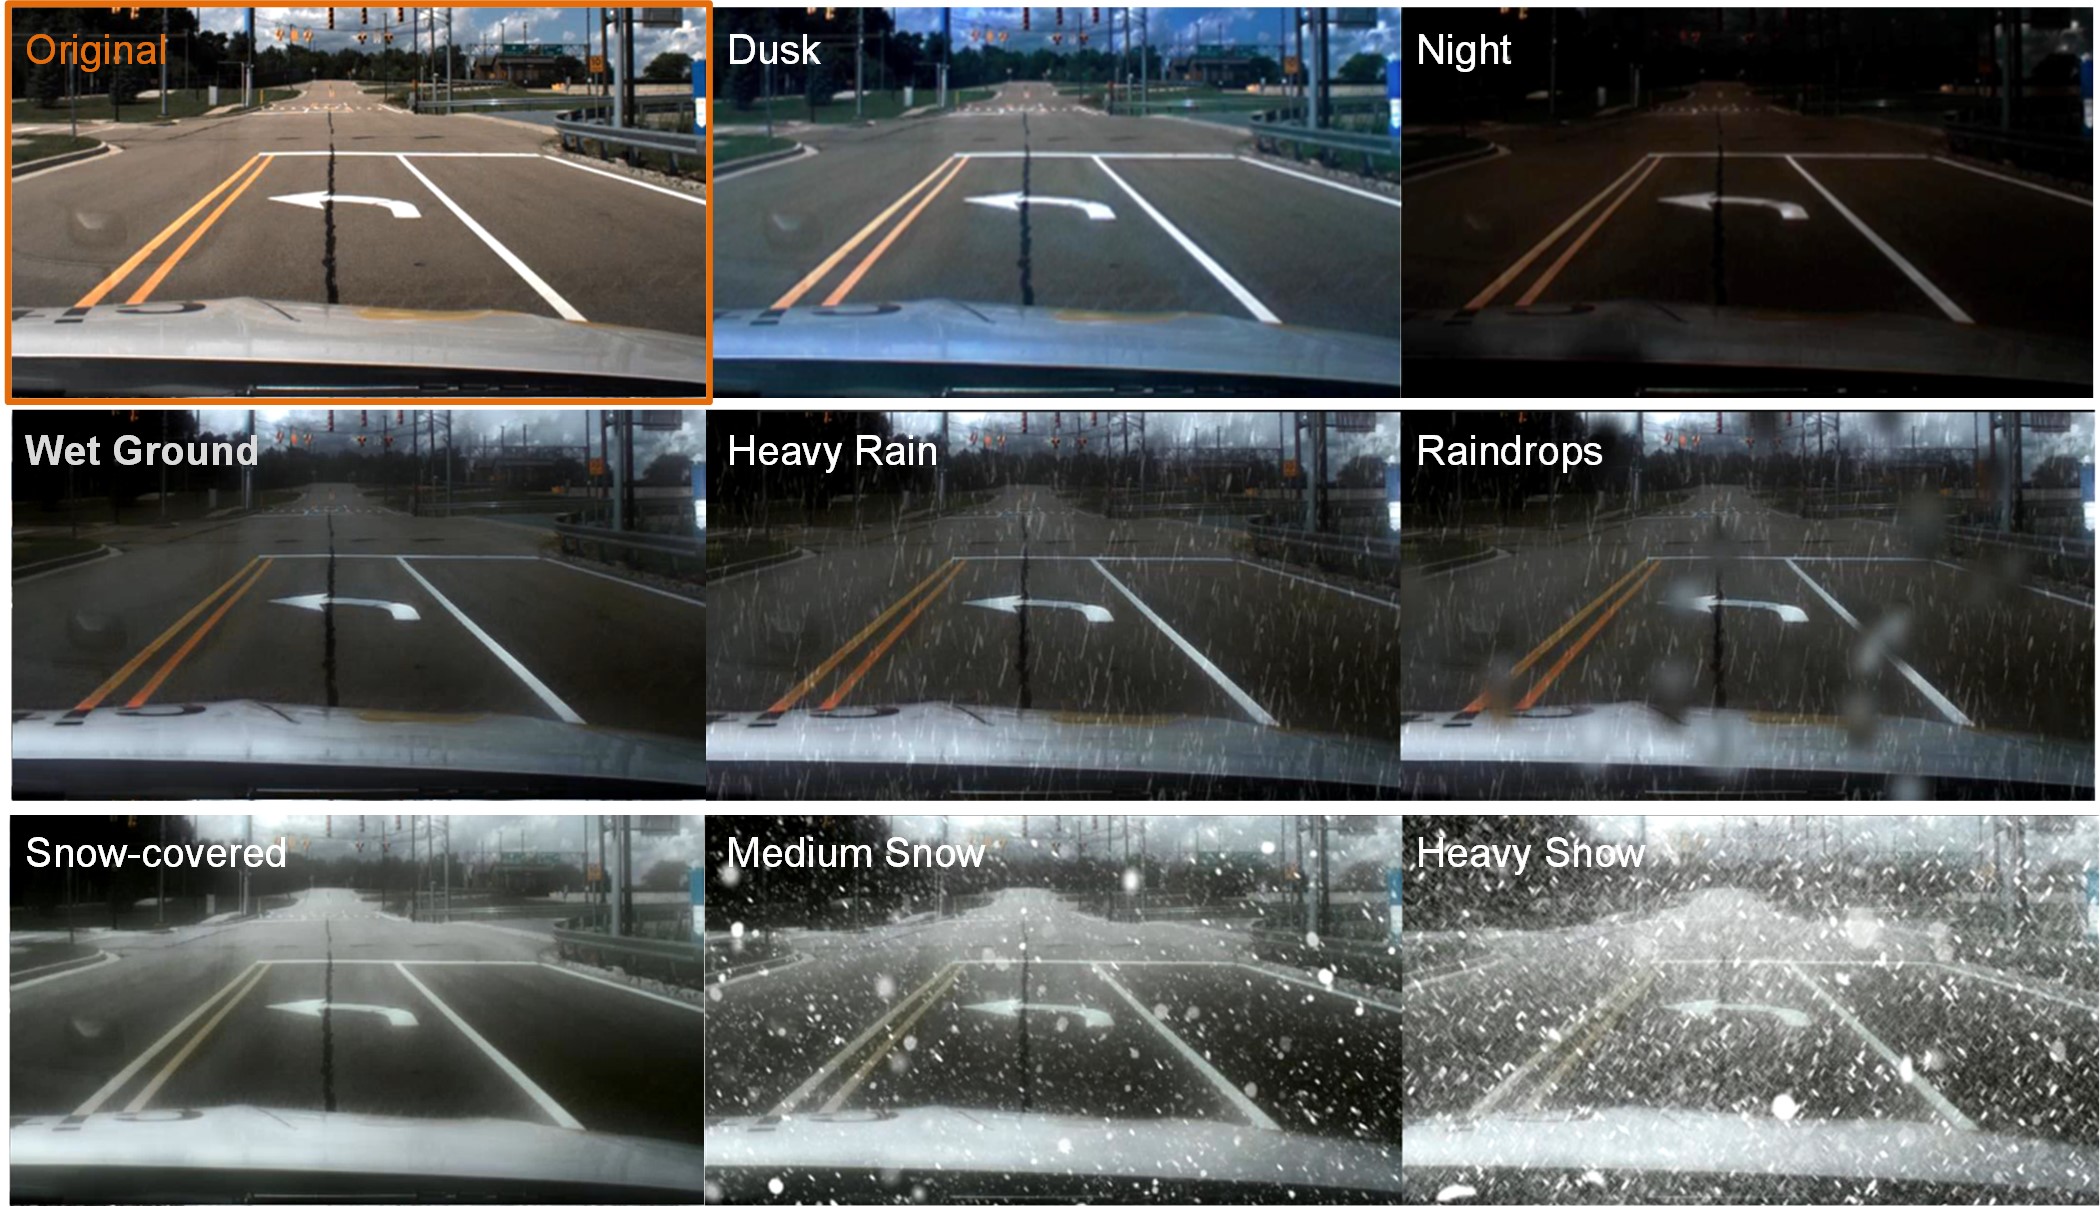 Original
Dusk
Night
Wet Ground
Heavy Rain
Raindrops
Snow-covered
Medium Snow
Heavy Snow